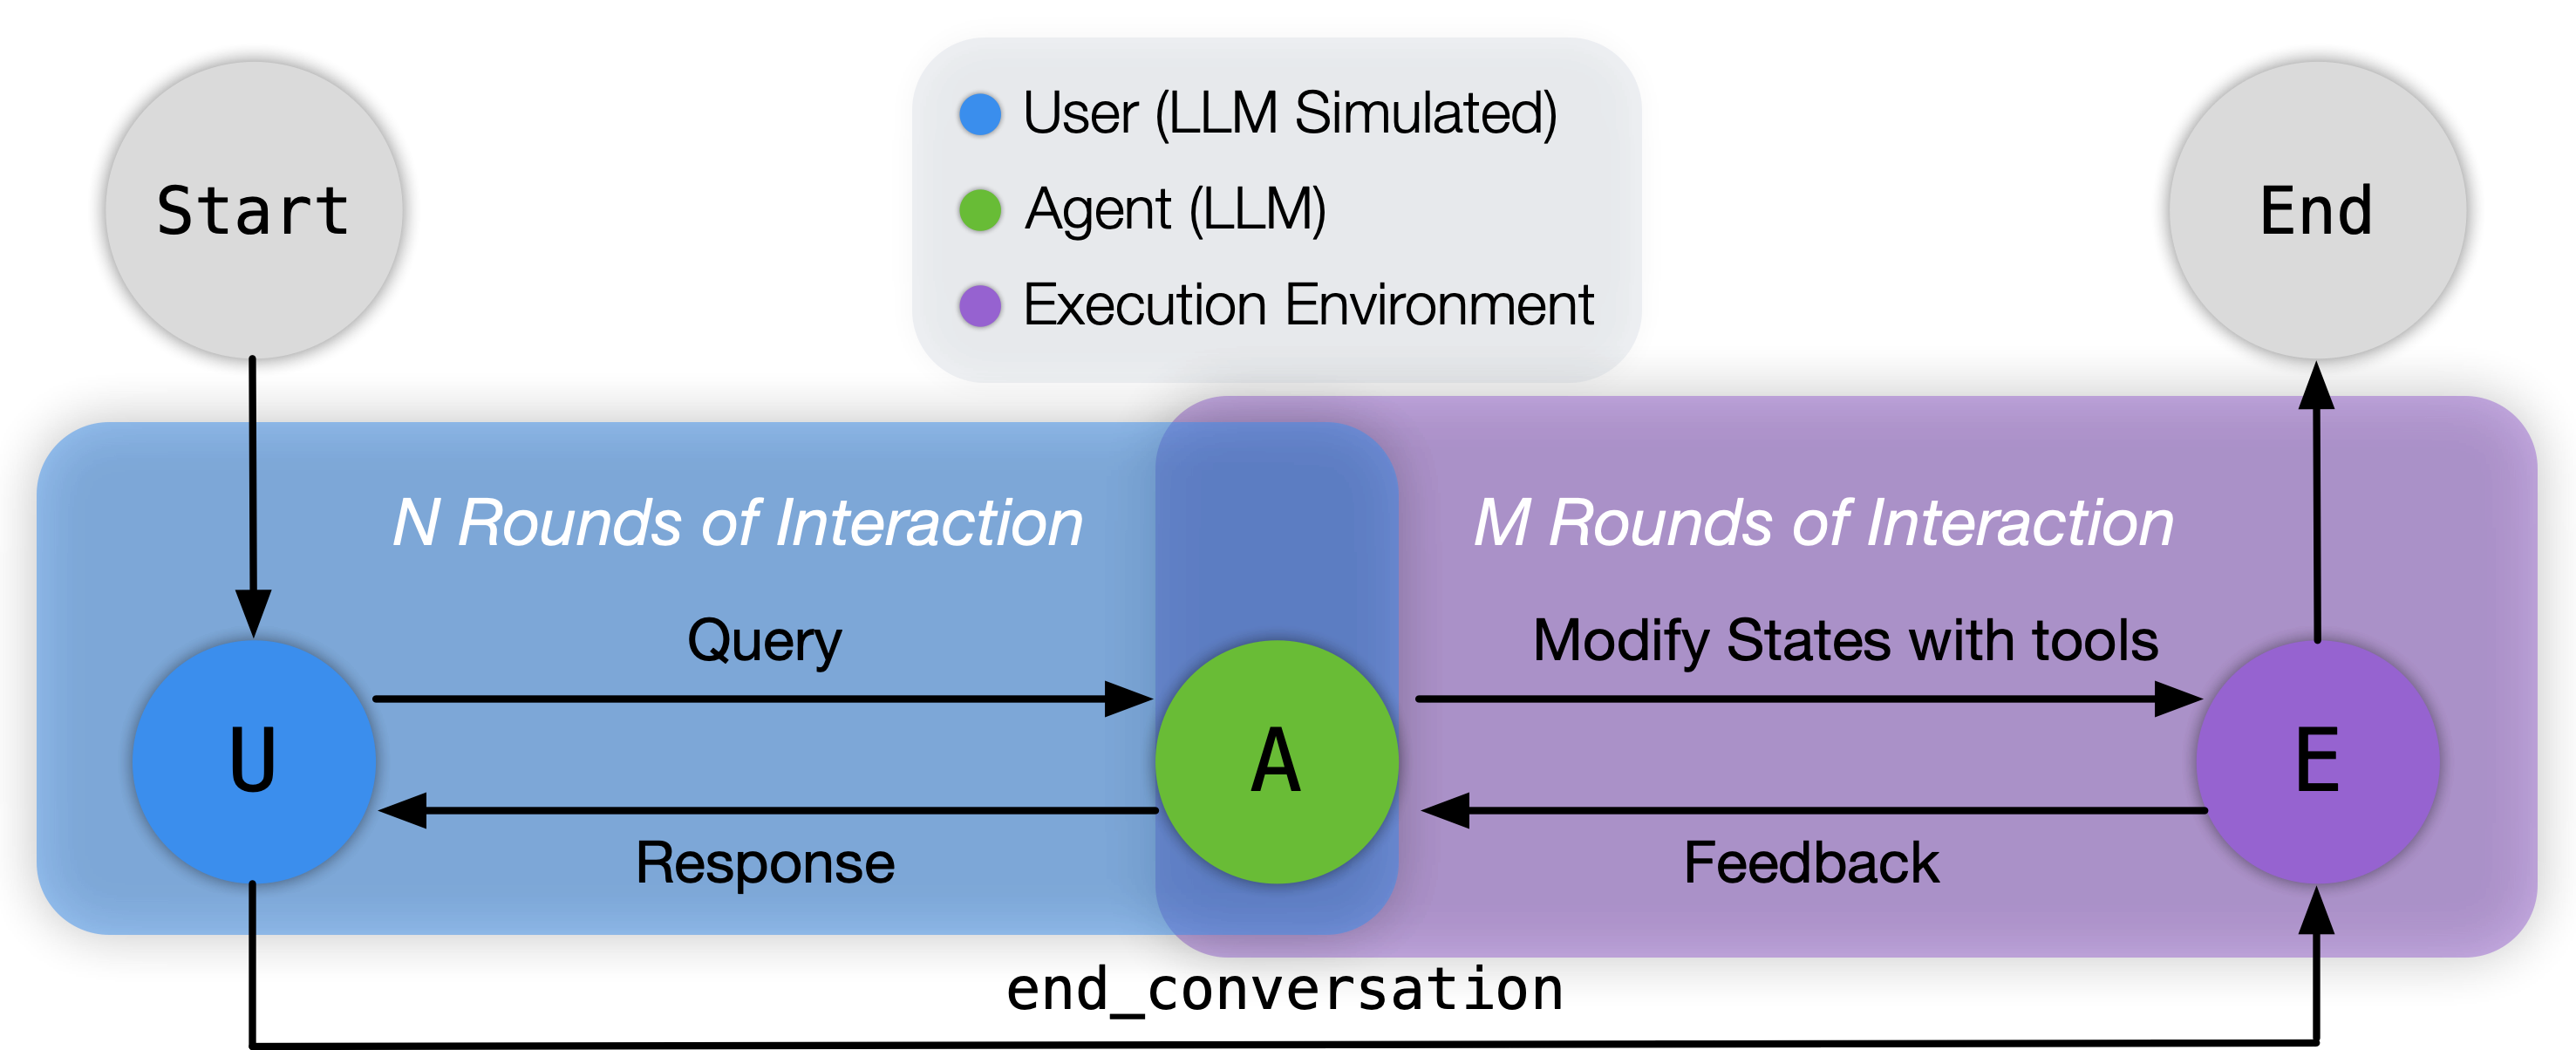 Start
User (LLM Simulated)
Agent (LLM)
Execution Environment
End
N Rounds of Interaction
M Rounds of Interaction
Query
Modify States with tools
U
A
E
Response
Feedback
end_conversation